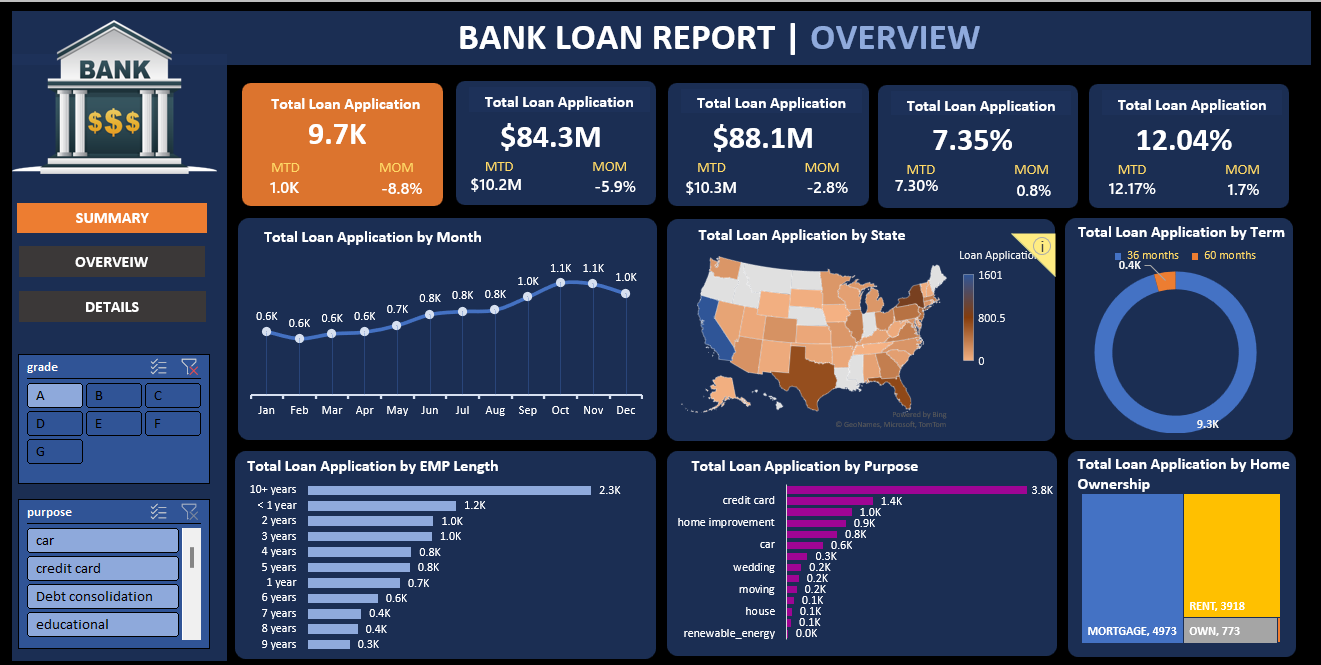 BANK LOAN REPORT | OVERVIEW
BANK
$$$
SUMMARY
OVERVEIW
DETAILS
grade
A
B
C
D
E
F
G
purpose
car
credit card
Debt consolidation
educational
Total Loan Application
9.7K
MTD
MOM
1.0K
-8.8%
Total Loan Application
$84.3M
MTD
MOM
$10.2M
-5.9%
Total Loan Application
$88.1M
MTD
MOM
$10.3M
-2.8%
Total Loan Application
7.35%
MTD
MOM
7.30%
0.8%
Total Loan Application
12.04%
MTD
MOM
12.17%
1.7%
Total Loan Application by Month
0.6K
0.6K
0.6K
0.6K
0.7K
0.8K
0.8K
0.8K
1.0K
1.1K
1.1K
1.0K
Jan
Feb
Mar
Apr
May
Jun
Jul
Aug
Sep
Oct
Nov
Dec
Total Loan Application by State
Loan Application
1601
800.5
0
Powered by Bing
© GeoNames, Microsoft, TomTom
Total Loan Application by Term
36 months
60 months
0.4K
9.3K
Total Loan Application by EMP Length
10+ years
2.3K
< 1 year
1.2K
2 years
1.0K
3 years
1.0K
4 years
0.8K
5 years
0.8K
1 year
0.7K
6 years
0.6K
7 years
0.4K
8 years
0.4K
9 years
0.3K
Total Loan Application by Purpose
3.8K
credit card
1.4K
1.0K
home improvement
0.9K
0.8K
car
0.6K
0.3K
wedding
0.2K
0.2K
moving
0.2K
0.1K
house
0.1K
0.1K
renewable_energy
0.0K
Total Loan Application by Home
Ownership
MORTGAGE, 4973
RENT, 3918
OWN, 773